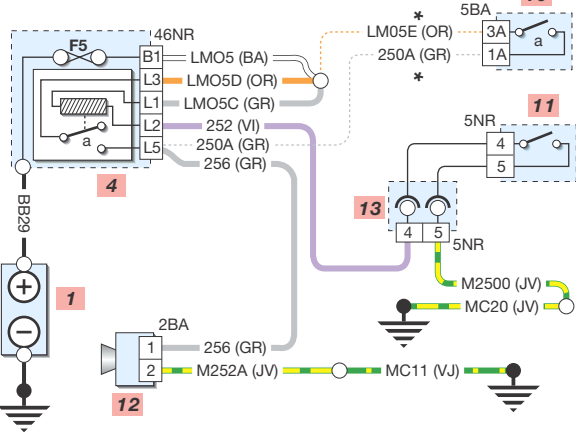 5BA
*
LM05E (OR)
3A
a
250A (GR)
1A
*
46NR
F5
B1
LMO5 (BA)
L3
LMO5D (OR)
L1
LMO5C (GR)
L2
252 (VI)
L5
250A (GR)
256 (GR)
a
4
11
5NR
4
a
5
13
4
5
5NR
BB29
+
1
−
M2500 (JV)
MC20 (JV)
2BA
1
256 (GR)
2
M252A (JV)
MC11 (VJ)
12